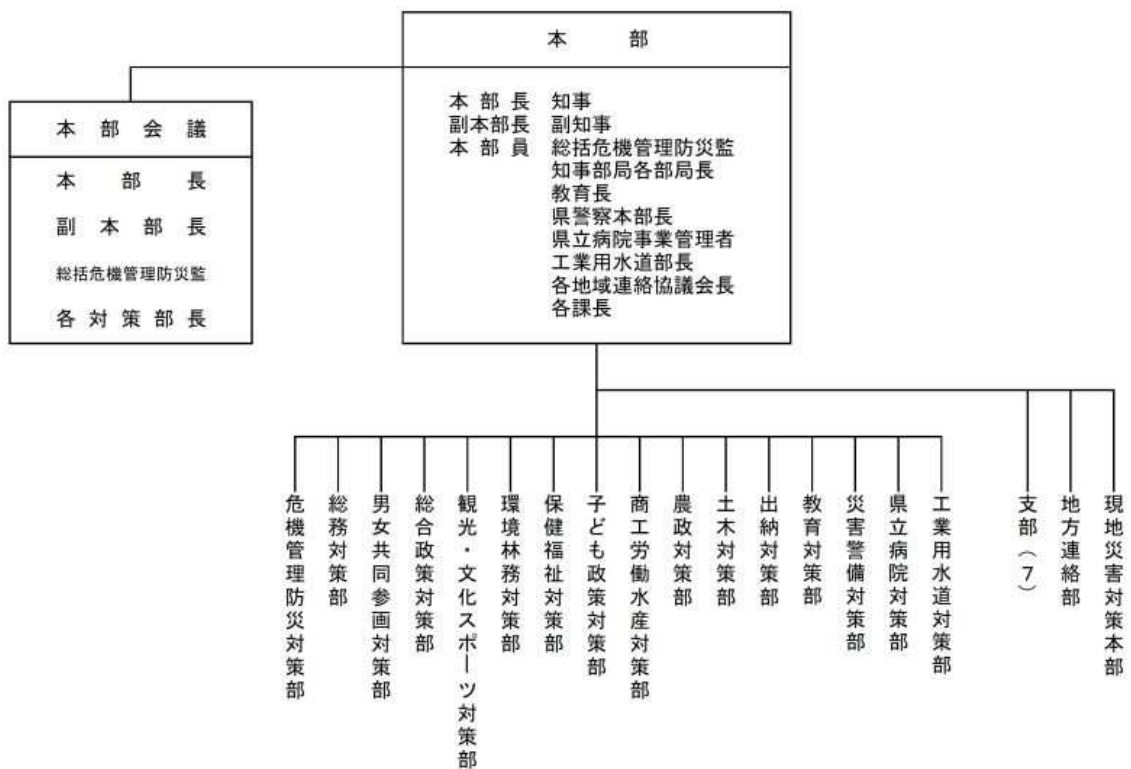 本部
本部長 知事
副本部長 副知事
本部員 総括危機管理防災監
知事部局各部局長
教育長
県警察本部長
県立病院事業管理者
工業用水道部長
各地域連絡協議会長
各課長
本部会議
本部長
副本部長
総括危機管理防災監
各対策部長
危機管理防災対策部
総務対策部
男女共同参画対策部
総合政策対策部
観光・文化スポーツ対策部
環境林務対策部
保健福祉対策部
子ども政策対策部
商工労働水産対策部
農政対策部
土木対策部
出納対策部
教育対策部
災害警備対策部
県立病院対策部
工業用水道対策部
支部(7)
地方連絡部
現地災害対策本部